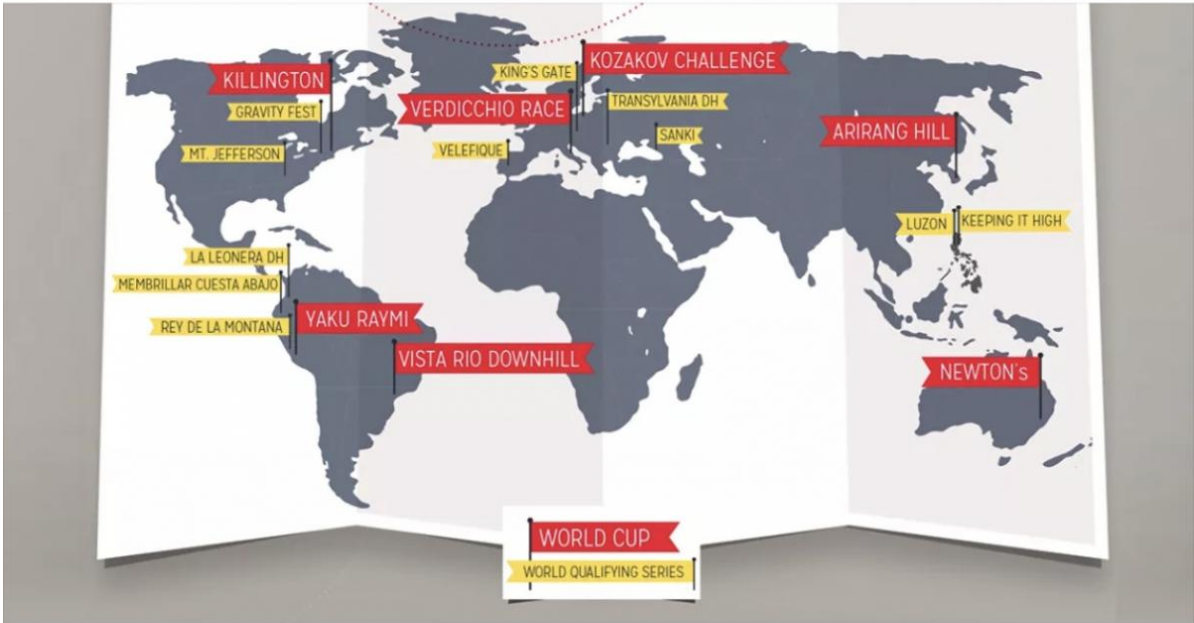 KOZAKOV CHALLENGE
KING'S GATE
KILLINGTON
VERDICCHIO RACE
TRANSYLVANIA DH
GRAVITY FEST
ARIRANG HILL
SANKI
VELEFIQUE
MT. JEFFERSON
LUZON
KEEPING IT HIGH
LA LEONERA DH
MEMBRILLAR CUESTA ABAJO
YAKU RAYMI
REY DE LA MONTANA
VISTA RIO DOWNHILL
NEWTON's
WORLD CUP
WORLD QUALIFYING SERIES